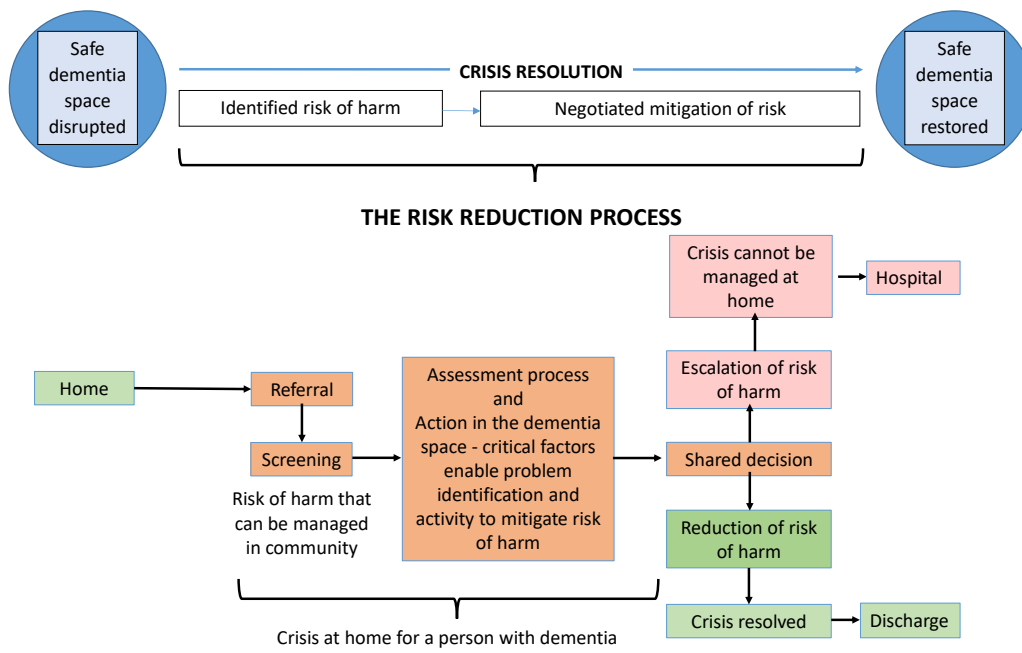 Safe
dementia
space
disrupted
CRISIS RESOLUTION
Identified risk of harm
Negotiated mitigation of risk
Safe
dementia
space
restored
THE RISK REDUCTION PROCESS
Crisis cannot be
managed at
home
Hospital
Escalation of risk
of harm
Home
Referral
Screening
Risk of harm that
can be managed
in community
Assessment process
and
Action in the dementia
space - critical factors
enable problem
identification and
activity to mitigate risk
of harm
Shared decision
Reduction of risk
of harm
Crisis resolved
Discharge
Crisis at home for a person with dementia